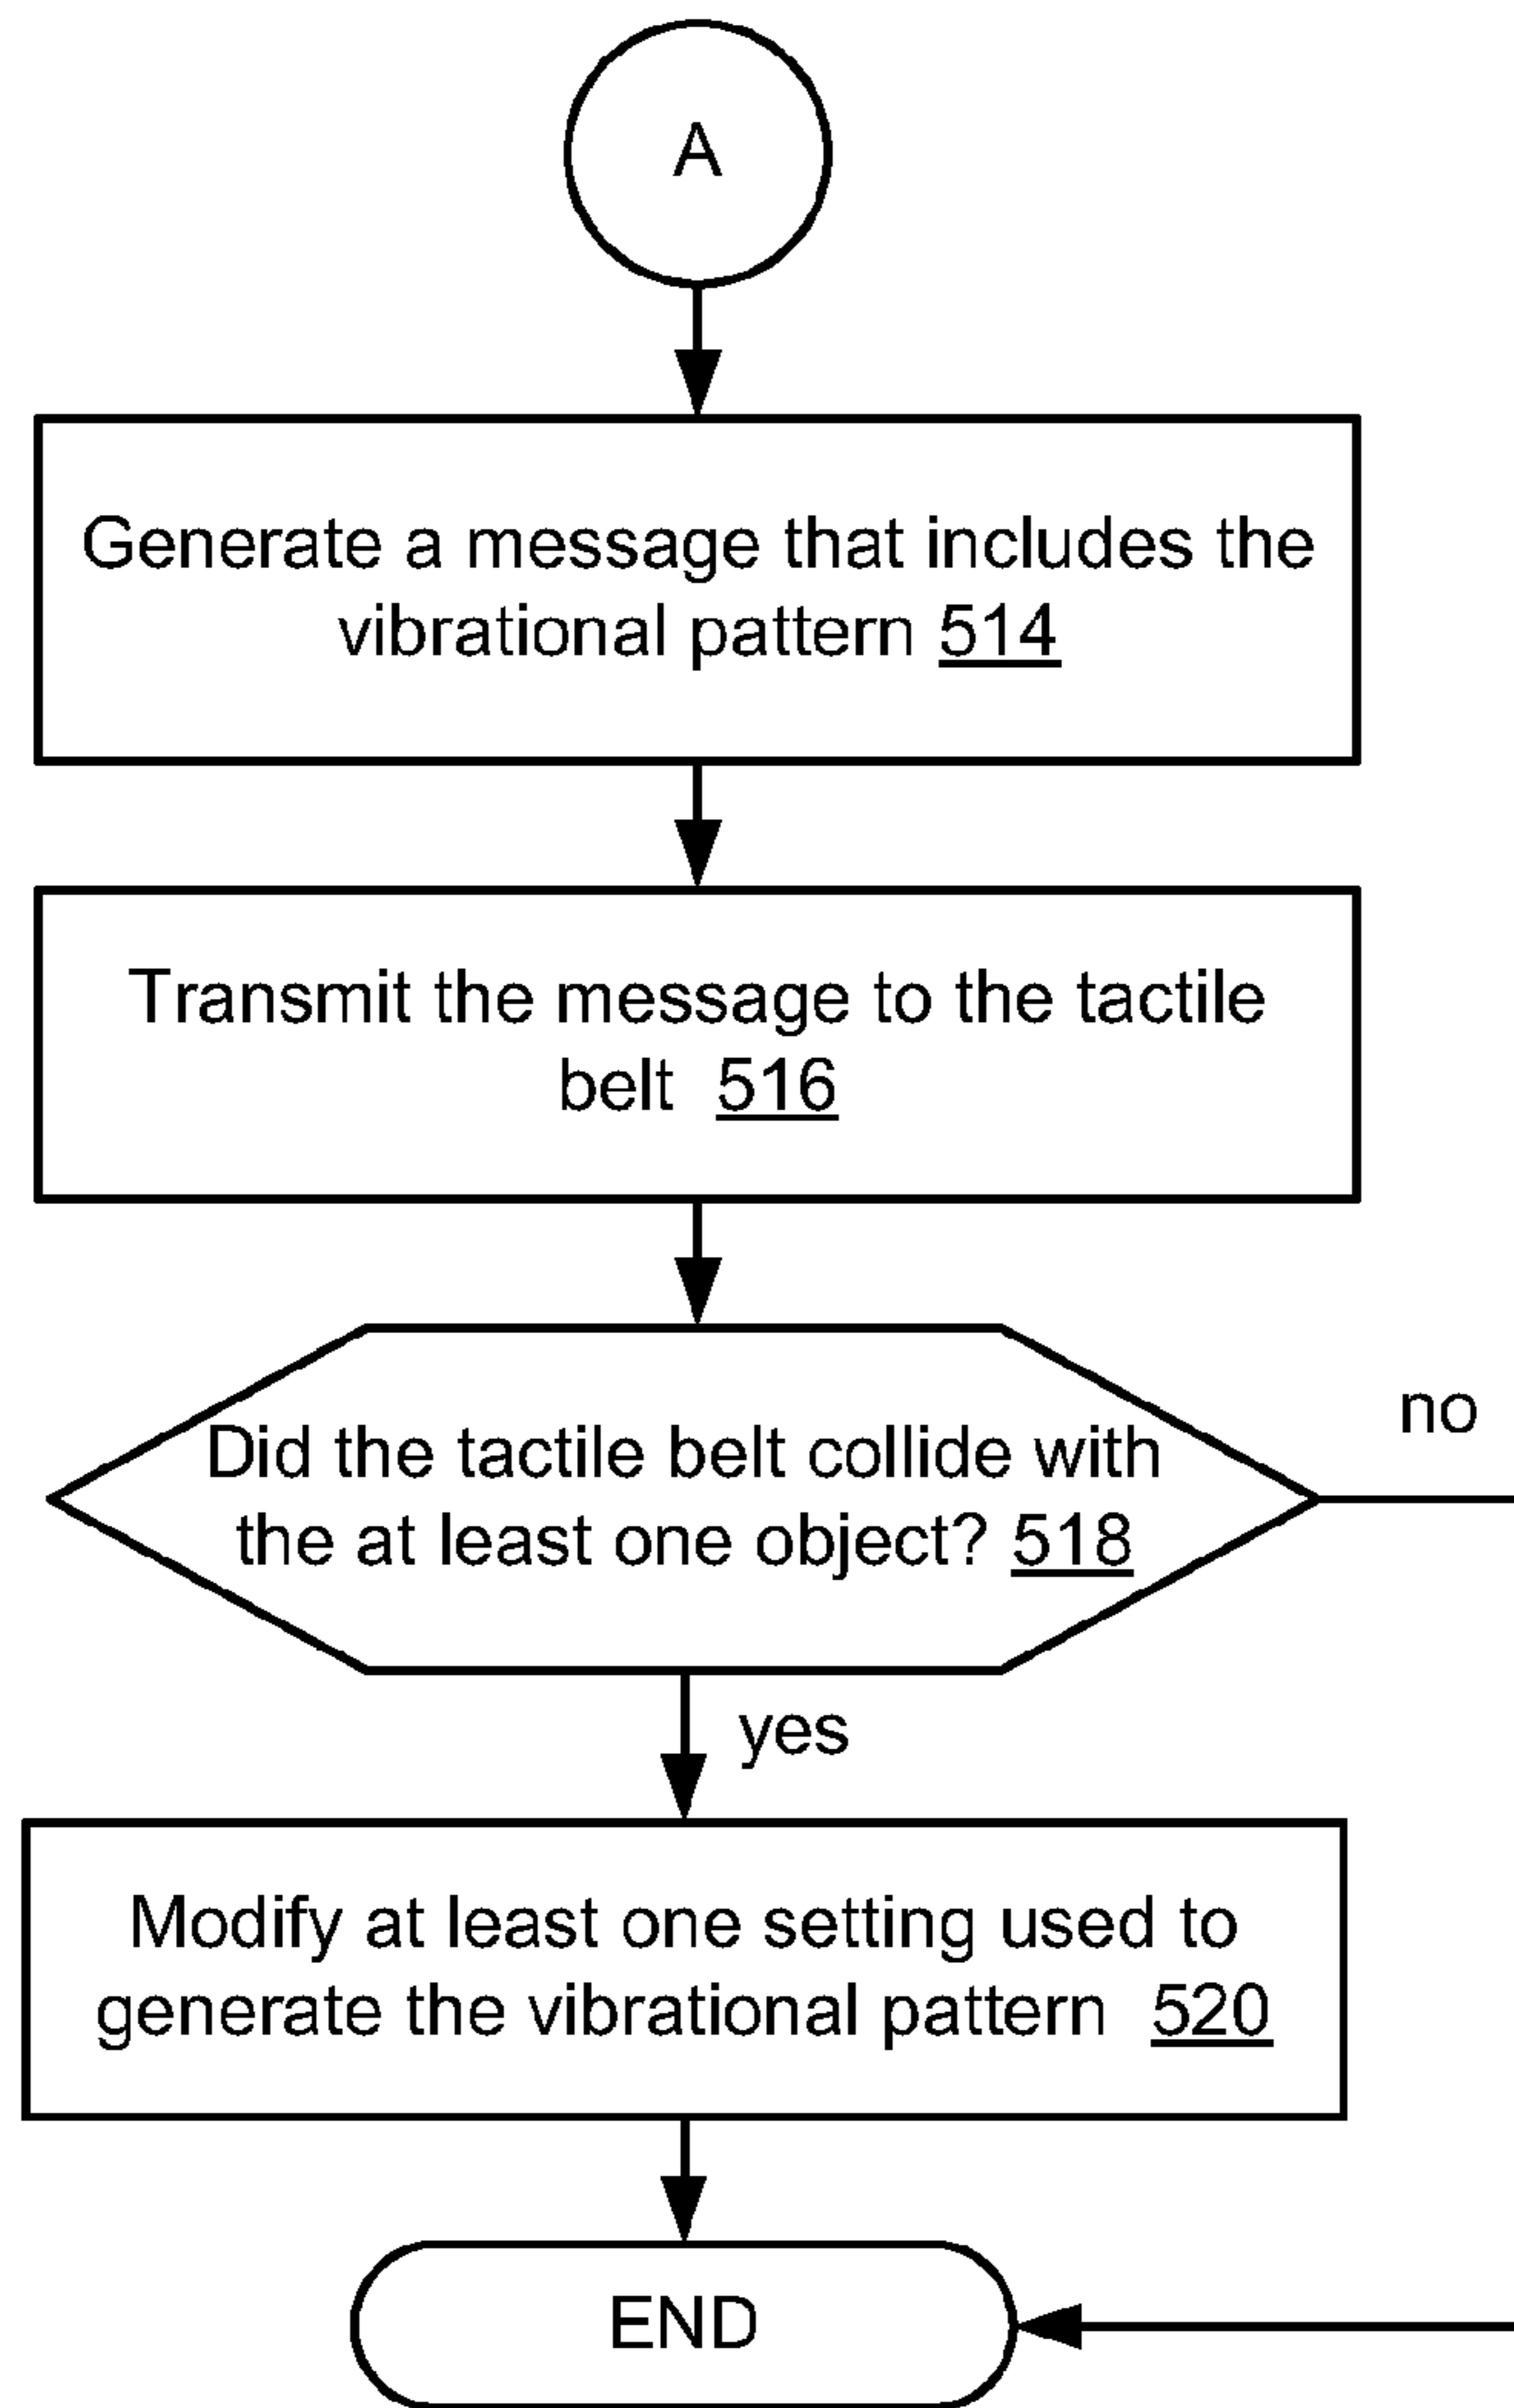 A
Generate a message that includes the
vibrational pattern 514
Transmit the message to the tactile
belt 516
Did the tactile belt collide with
the at least one object? 518
no
yes
Modify at least one setting used to
generate the vibrational pattern 520
END